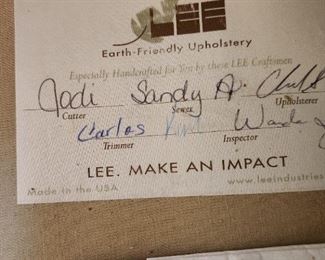 LEE
Earth-Friendly Upholstery
Especially Handcrafted for You by these LEE Craftsmen
Jodi Sandy A.
Cutter Sewer Upholsterer
Carlos Wanda
Trimmer Inspector
LEE. MAKE AN IMPACT
Made in the USA www.leeindustries